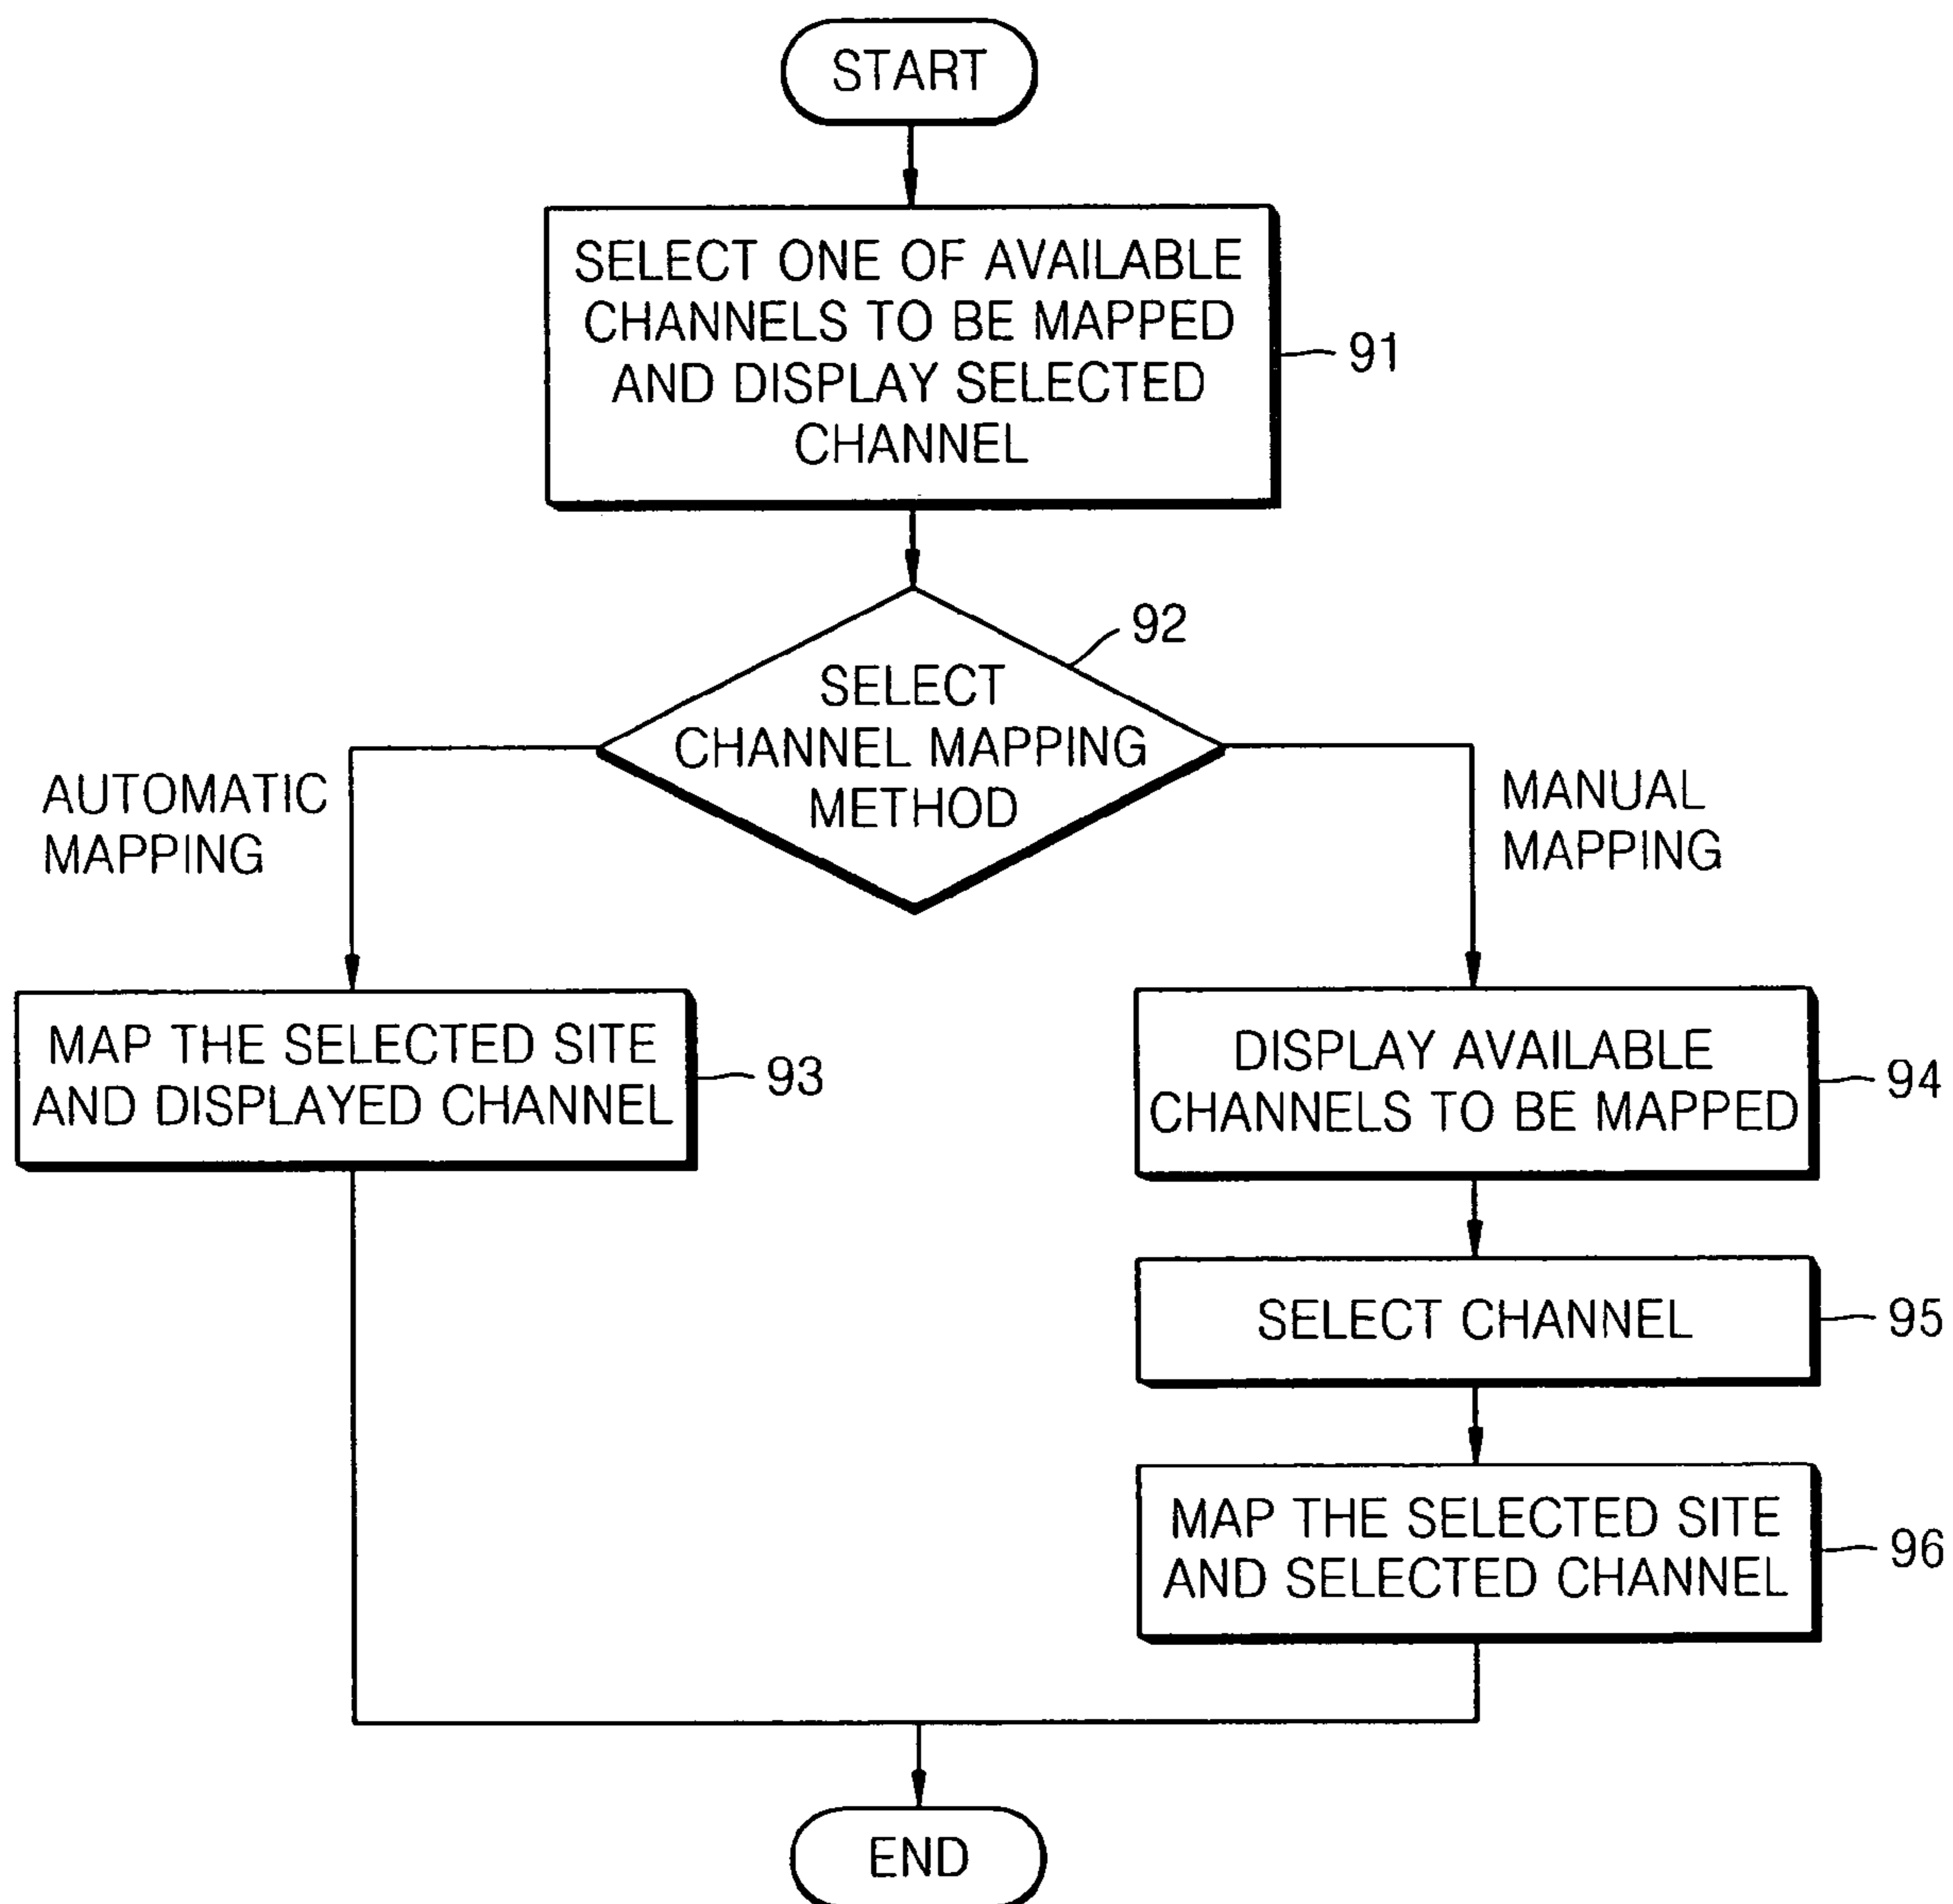 START
SELECT ONE OF AVAILABLE
CHANNELS TO BE MAPPED
AND DISPLAY SELECTED
CHANNEL
91
92
SELECT
CHANNEL MAPPING
METHOD
AUTOMATIC
MAPPING
MANUAL
MAPPING
MAP THE SELECTED SITE
AND DISPLAYED CHANNEL
93
DISPLAY AVAILABLE
CHANNELS TO BE MAPPED
94
SELECT CHANNEL
95
MAP THE SELECTED SITE
AND SELECTED CHANNEL
96
END